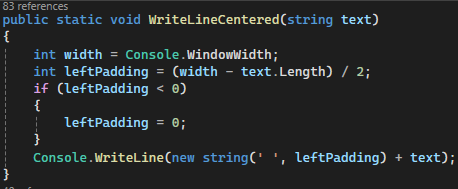 83 references
public static void WriteLineCentered(string text)
{
    int width = Console.WindowWidth;
    int leftPadding = (width - text.Length) / 2;
    if (leftPadding < 0)
    {
        leftPadding = 0;
    }
    Console.WriteLine(new string(' ', leftPadding) + text);
}